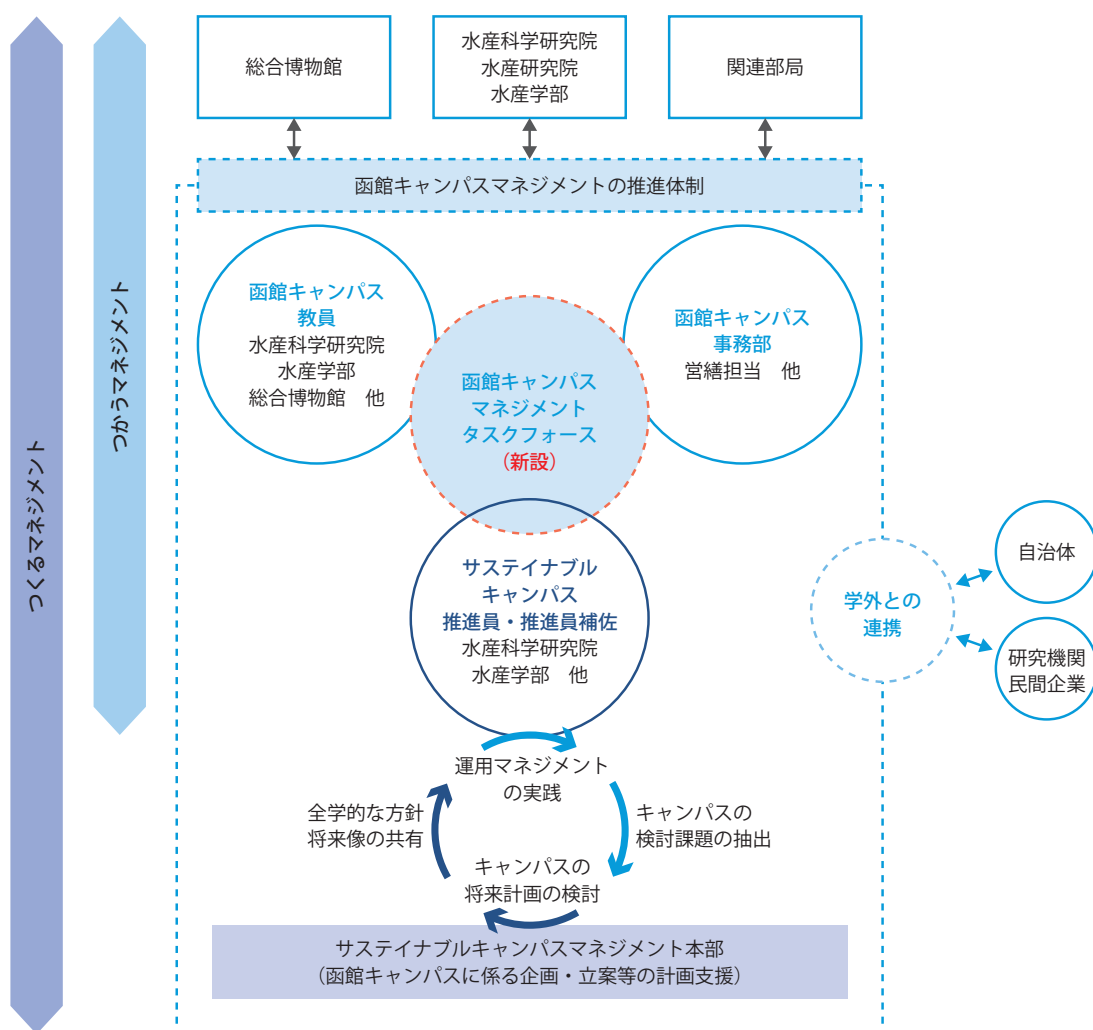 つくるマネジメント
つかうマネジメント
総合博物館
水産科学研究院
水産研究院
水産学部
関連部局
函館キャンパスマネジメントの推進体制
函館キャンパス
教員
水産科学研究院
水産学部
総合博物館　他
函館キャンパス
マネジメント
タスクフォース
（新設）
函館キャンパス
事務部
営繕担当　他
サステイナブル
キャンパス
推進員・推進員補佐
水産科学研究院
水産学部　他
学外との
連携
自治体
研究機関
民間企業
運用マネジメント
の実践
全学的な方針
将来像の共有
キャンパスの
検討課題の抽出
キャンパスの
将来計画の検討
サステイナブルキャンパスマネジメント本部
（函館キャンパスに係る企画・立案等の計画支援）